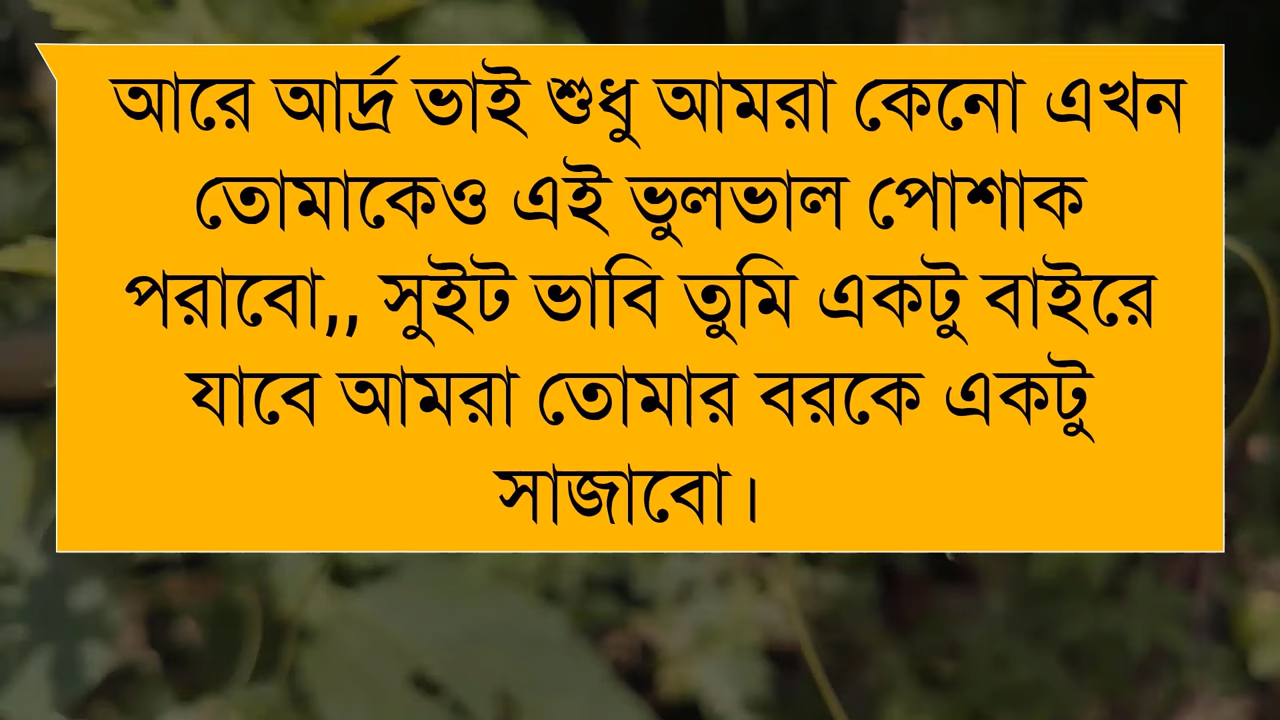 আরে আর্দ্র ভাই শুধু আমরা কেনো এখন
তোমাকেও এই ভুলভাল পোশাক
পরাবো,, সুইট ভাবি তুমি একটু বাইরে
যাবে আমরা তোমার বরকে একটু
সাজাবো।